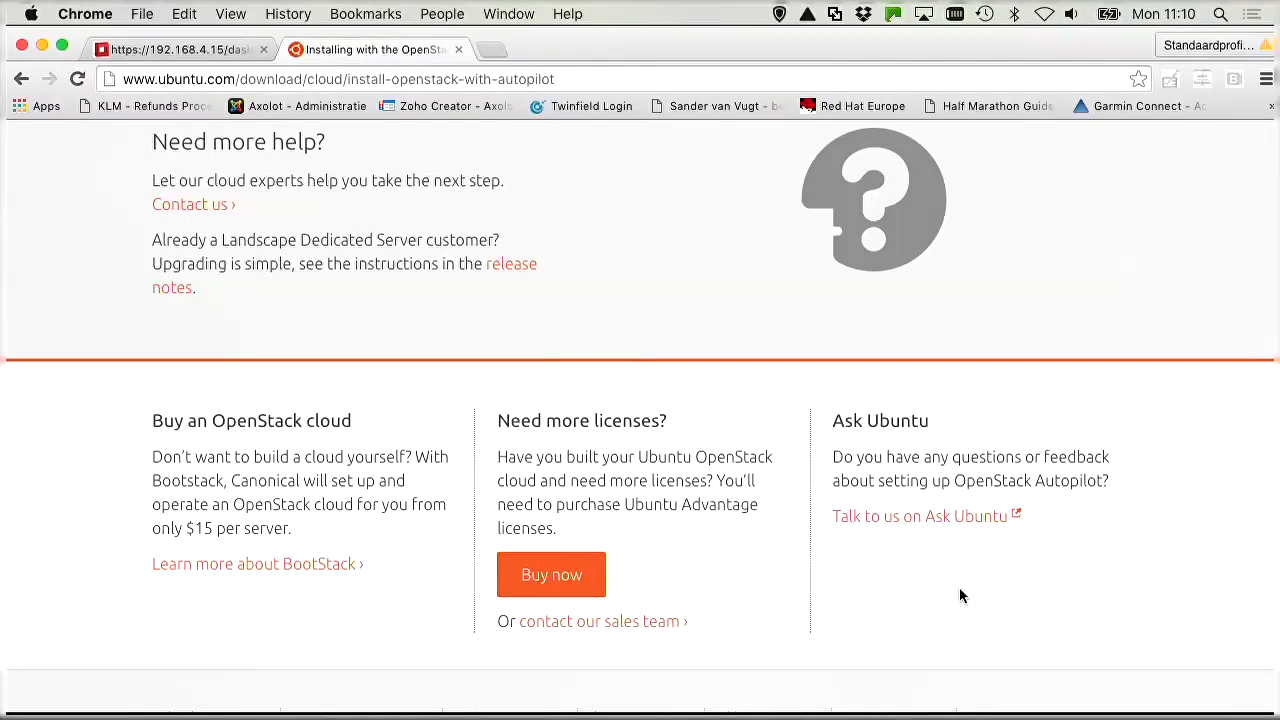 Chrome File Edit View History Bookmarks People Window Help Mon 11:10
https://192.168.4.15/das Installing with the OpenSta Standaardprofi...
www.ubuntu.com/download/cloud/install-openstack-with-autopilot
Apps KLM - Refunds Proce Axolot - Administratie Zoho Creator - Axolo Twinfield Login Sander van Vugt - b Red Hat Europe Half Marathon Guide Garmin Connect - Ac »
Need more help?
Let our cloud experts help you take the next step.
Contact us ›
Already a Landscape Dedicated Server customer?
Upgrading is simple, see the instructions in the release
notes.
Buy an OpenStack cloud
Don't want to build a cloud yourself? With
Bootstack, Canonical will set up and
operate an OpenStack cloud for you from
only $15 per server.
Learn more about BootStack ›
Need more licenses?
Have you built your Ubuntu OpenStack
cloud and need more licenses? You'll
need to purchase Ubuntu Advantage
licenses.
Buy now
Or contact our sales team ›
Ask Ubuntu
Do you have any questions or feedback
about setting up OpenStack Autopilot?
Talk to us on Ask Ubuntu